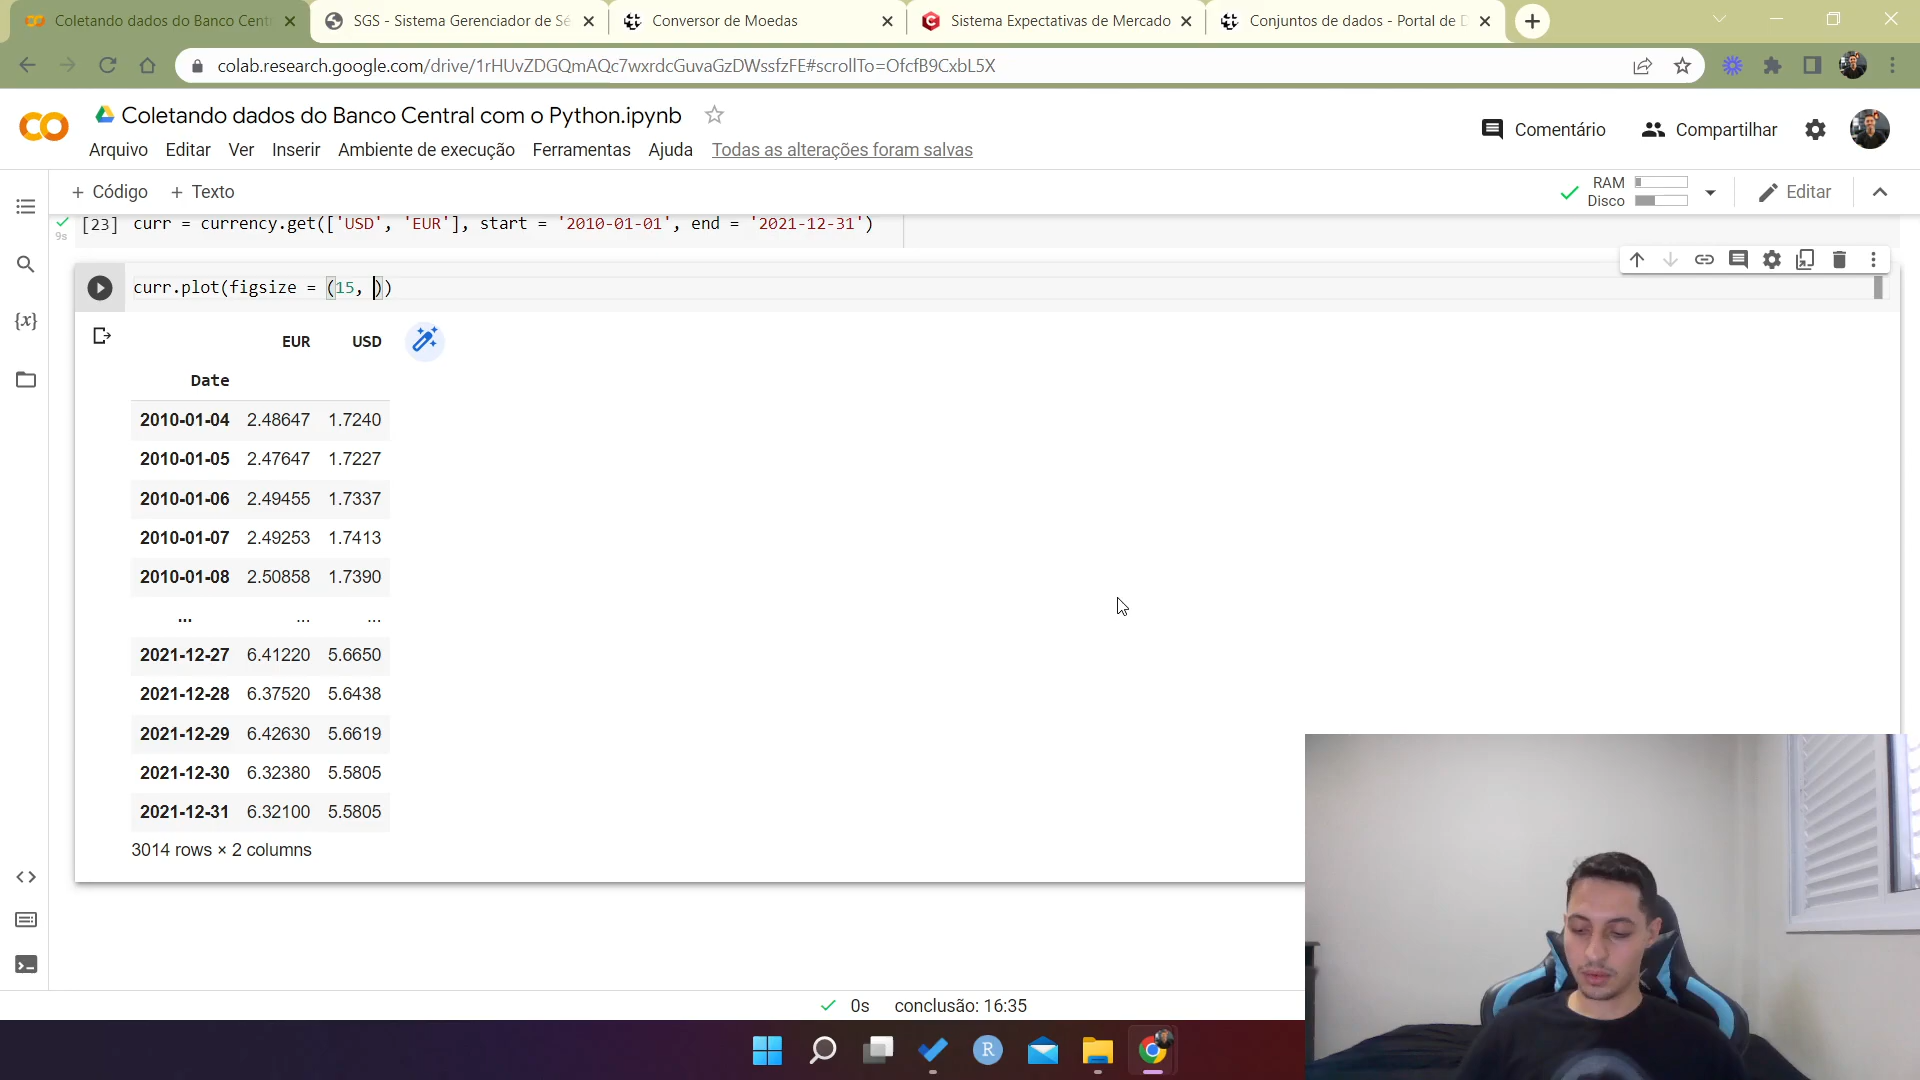 Coletando dados do Banco Cent
SGS - Sistema Gerenciador de Sé
Conversor de Moedas
Sistema Expectativas de Mercado
Conjuntos de dados - Portal de D
colab.research.google.com/drive/1rHUvZDGQmAQc7wxrdcGuvaGzDWssfzFE#scrollTo=OfcfB9CxbL5X
Coletando dados do Banco Central com o Python.ipynb
Comentário
Compartilhar
Arquivo Editar Ver Inserir Ambiente de execução Ferramentas Ajuda Todas as alterações foram salvas
+ Código + Texto
RAM
Disco
Editar
[23] curr = currency.get(['USD', 'EUR'], start = '2010-01-01', end = '2021-12-31')
9s
curr.plot(figsize = (15, ))
{x}
EUR USD
Date
2010-01-04 2.48647 1.7240
2010-01-05 2.47647 1.7227
2010-01-06 2.49455 1.7337
2010-01-07 2.49253 1.7413
2010-01-08 2.50858 1.7390
... ... ...
2021-12-27 6.41220 5.6650
2021-12-28 6.37520 5.6438
2021-12-29 6.42630 5.6619
2021-12-30 6.32380 5.5805
2021-12-31 6.32100 5.5805
3014 rows × 2 columns
0s conclusão: 16:35
R